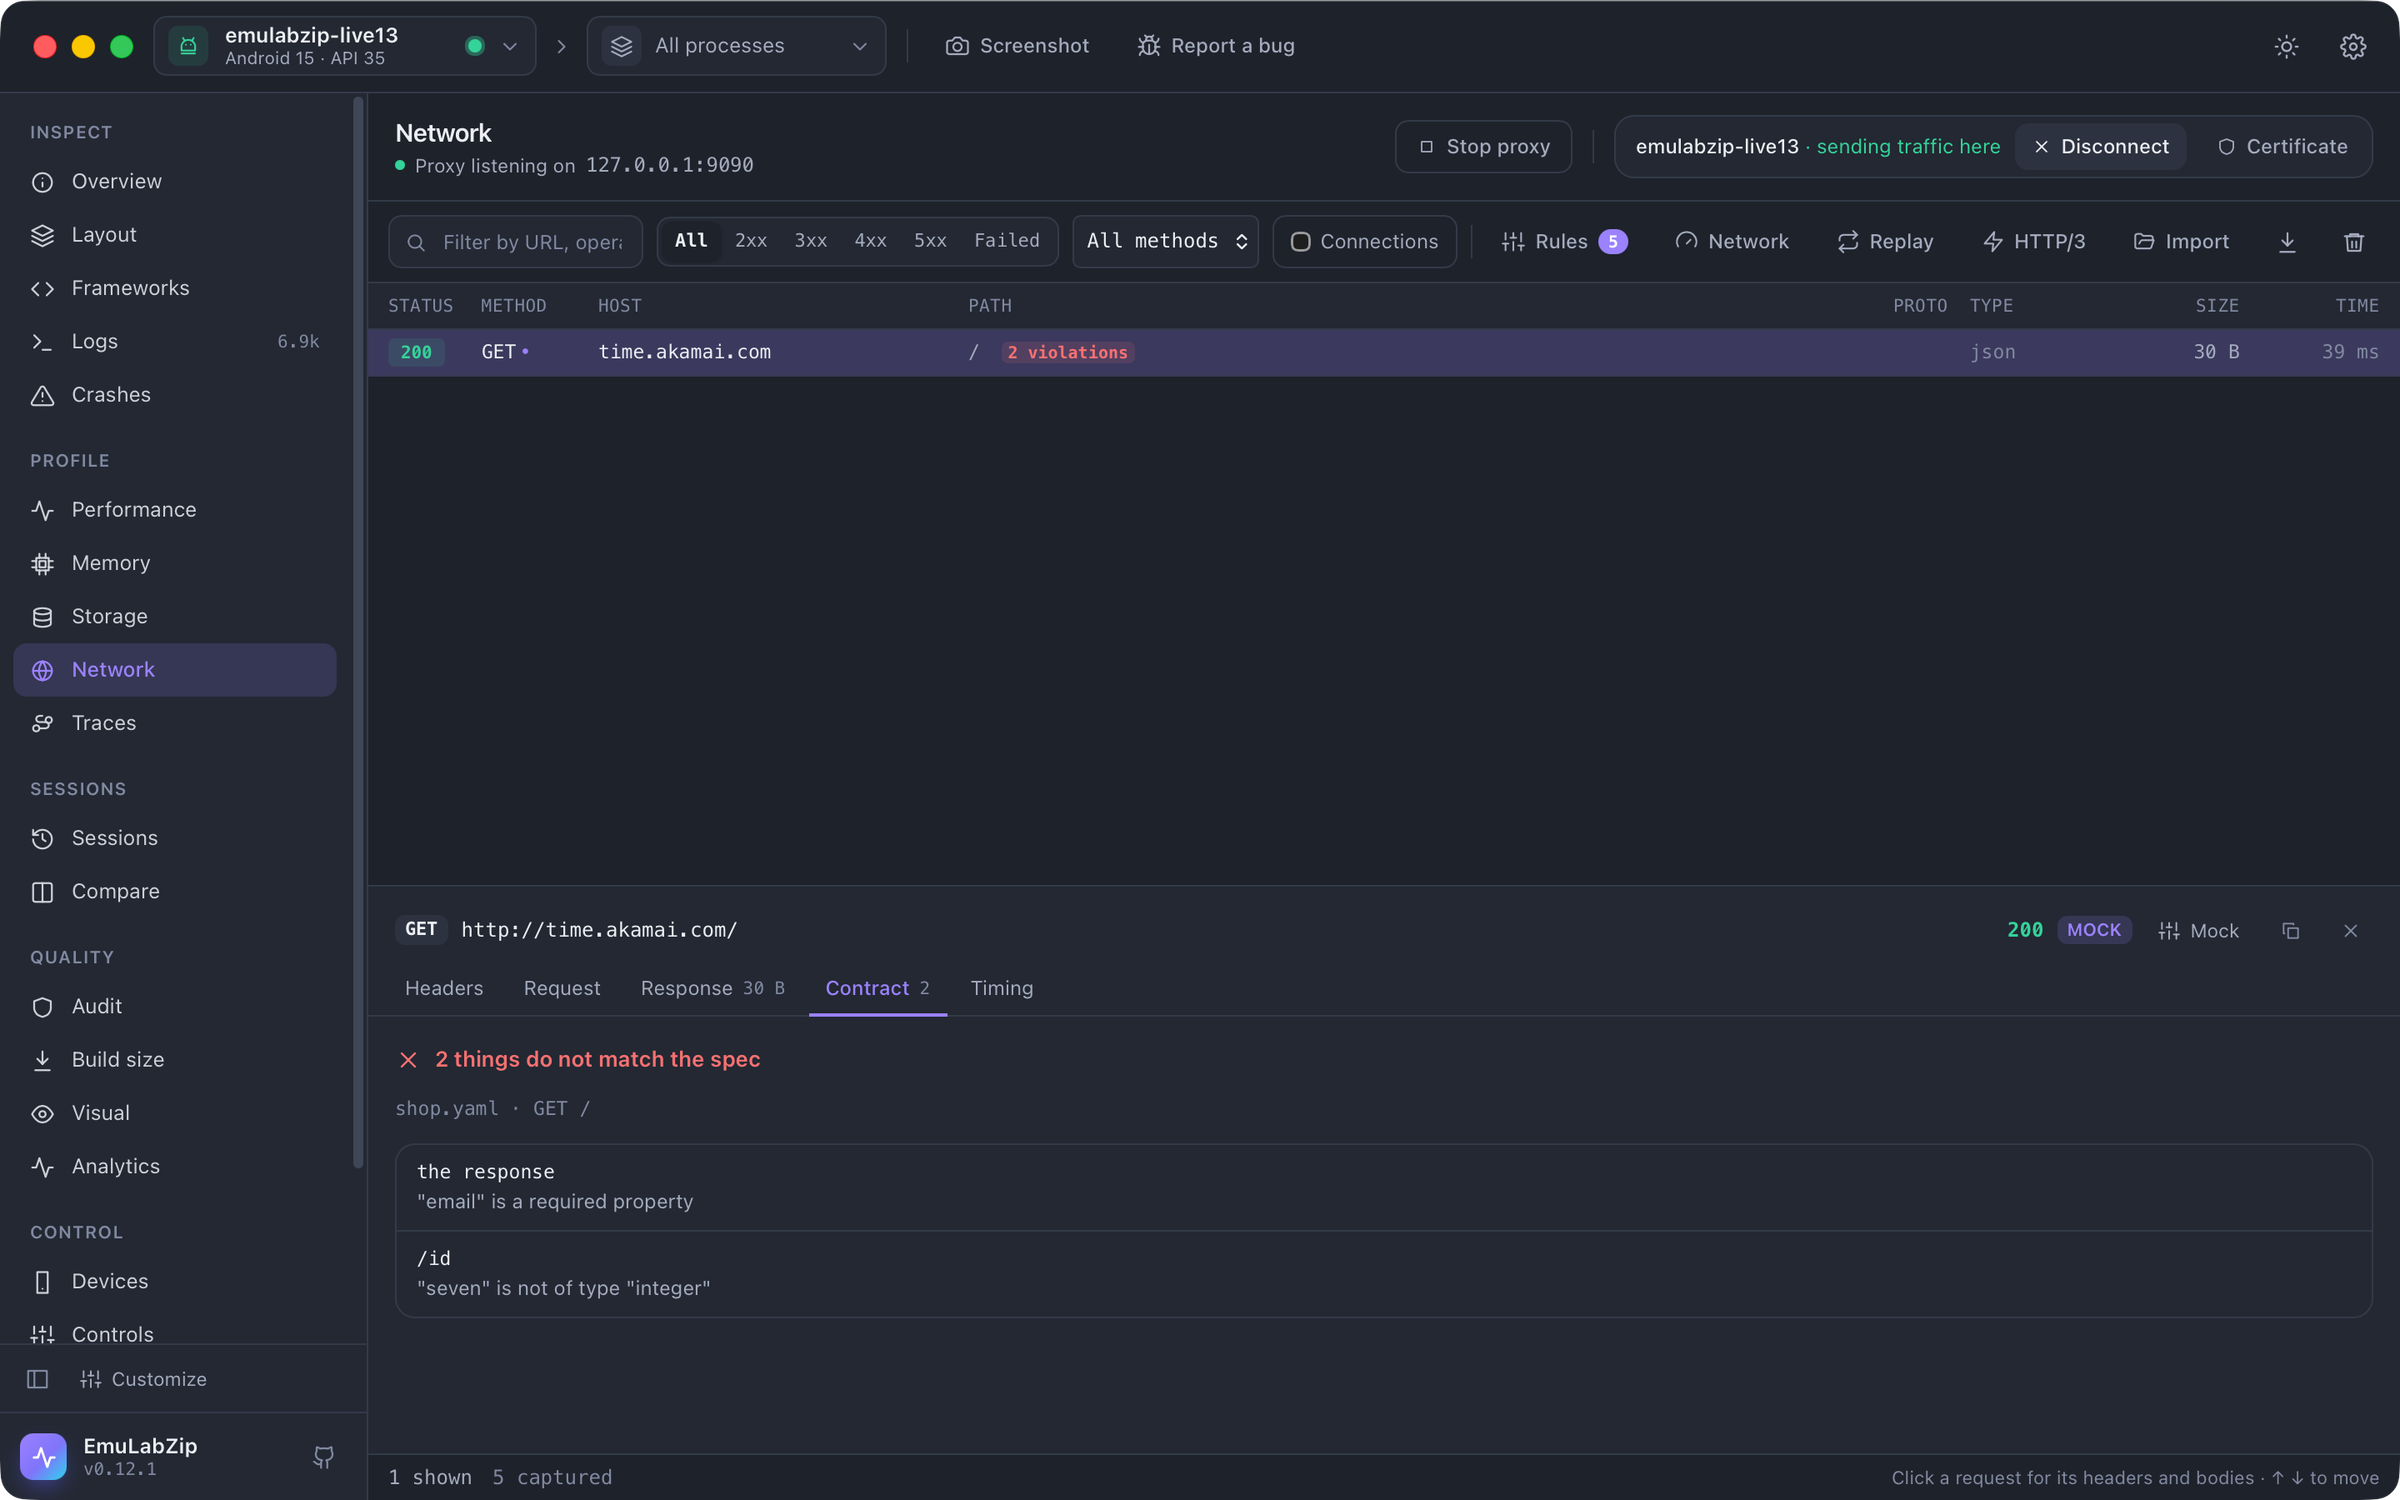 emulabzip-live13
Android 15 · API 35
All processes
Screenshot
Report a bug
INSPECT
Overview
Layout
Frameworks
Logs 6.9k
Crashes
PROFILE
Performance
Memory
Storage
Network
Traces
SESSIONS
Sessions
Compare
QUALITY
Audit
Build size
Visual
Analytics
CONTROL
Devices
Controls
Customize
EmuLabZip
v0.12.1
Network
Proxy listening on 127.0.0.1:9090
Stop proxy
emulabzip-live13 · sending traffic here
Disconnect
Certificate
Filter by URL, opera
All 2xx 3xx 4xx 5xx Failed
All methods
Connections
Rules 5
Network
Replay
HTTP/3
Import
STATUS METHOD HOST PATH PROTO TYPE SIZE TIME
200 GET • time.akamai.com / 2 violations json 30 B 39 ms
GET http://time.akamai.com/
200 MOCK Mock
Headers Request Response 30 B Contract 2 Timing
2 things do not match the spec
shop.yaml · GET /
the response
"email" is a required property
/id
"seven" is not of type "integer"
1 shown 5 captured
Click a request for its headers and bodies · ↑ ↓ to move